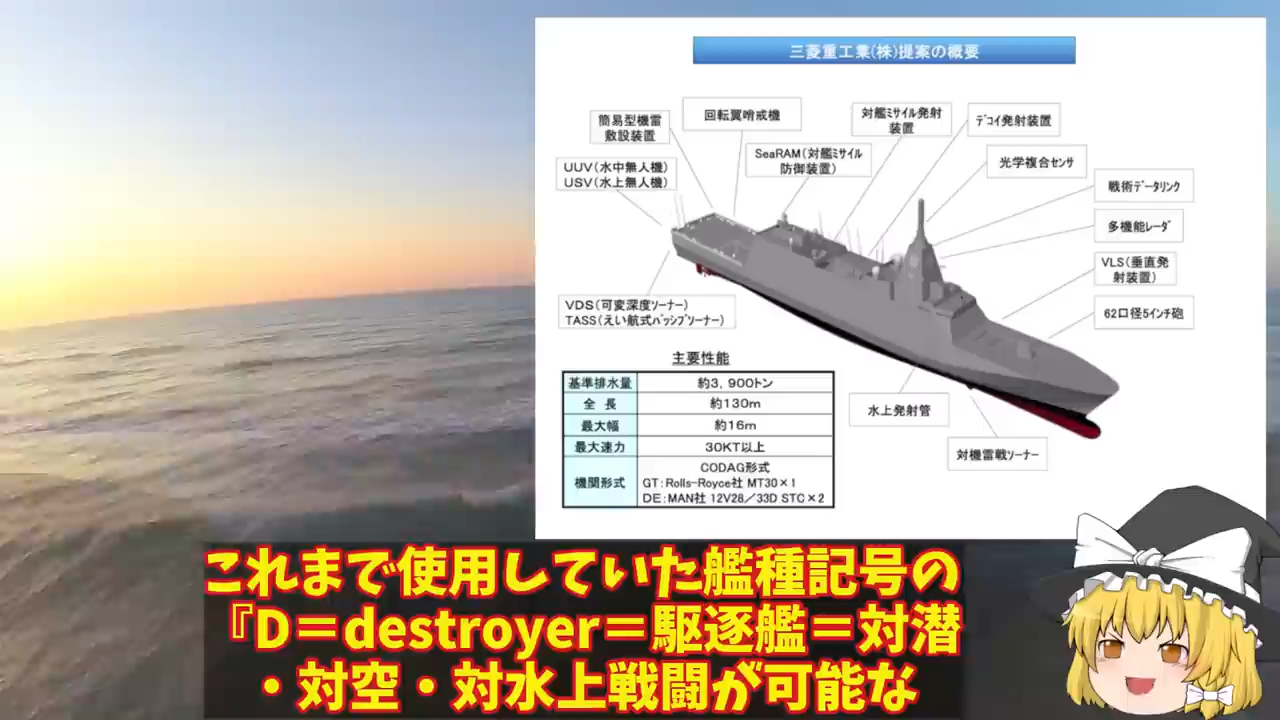 三菱重工業(株)提案の概要
簡易型機雷
敷設装置
回転翼哨戒機
対艦ミサイル発射
装置
デコイ発射装置
UUV(水中無人機)
USV(水上無人機)
SeaRAM(対艦ミサイル
防御装置)
光学複合センサ
戦術データリンク
多機能レーダ
VLS(垂直発
射装置)
62口径5インチ砲
VDS(可変深度ソーナー)
TASS(えい航式パッシブソーナー)
水上発射管
対機雷戦ソーナー
主要性能
基準排水量 約3,900トン
全 長 約130m
最大幅 約16m
最大速力 30KT以上
機関形式 CODAG形式
GT:Rolls-Royce社 MT30×1
DE:MAN社 12V28/33D STC×2
これまで使用していた艦種記号の
『D=destroyer=駆逐艦=対潜
・対空・対水上戦闘が可能な